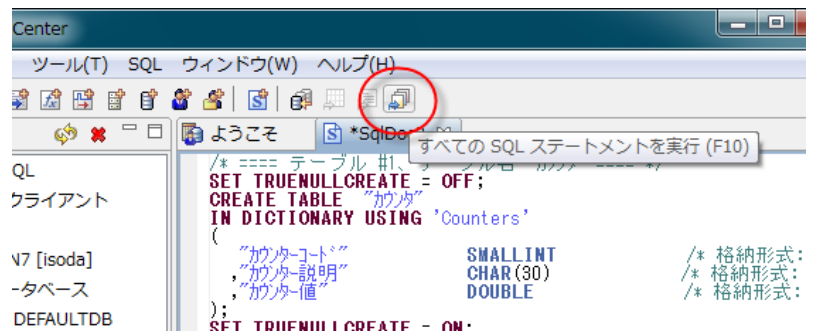 Center
ツール(T) SQL ウィンドウ(W) ヘルプ(H)
ようこそ
すべての SQL ステートメントを実行 (F10)
QL
クライアント
N7 [isoda]
ータベース
DEFAULTDB
/* ==== テーブル #1、
SET TRUENULLCREATE = OFF;
CREATE TABLE "カウンタ"
IN DICTIONARY USING 'Counters'
(
"カウンターコード" SMALLINT /* 格納形式:
,"カウンター説明" CHAR(30) /* 格納形式:
,"カウンター値" DOUBLE /* 格納形式:
);
SET TRUENULLCREATE = ON;